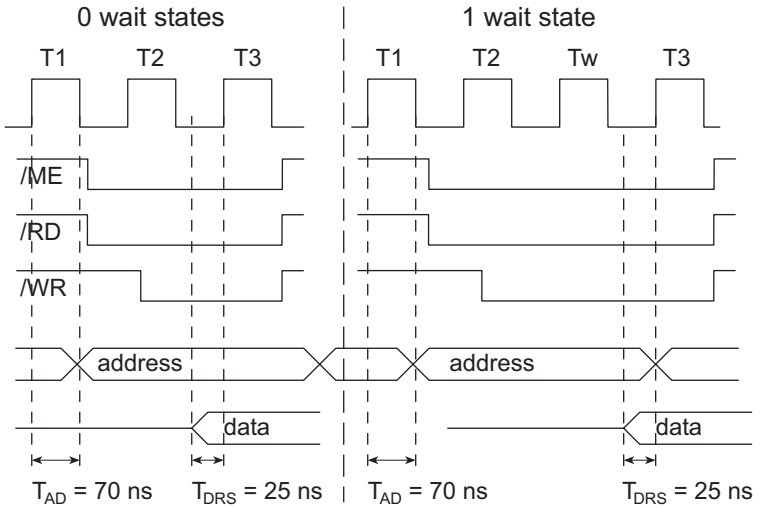 0 wait states
1 wait state
T1 T2 T3 T1 T2 Tw T3
/ME
/RD
/WR
address address
data data
T_AD = 70 ns T_DRS = 25 ns T_AD = 70 ns T_DRS = 25 ns